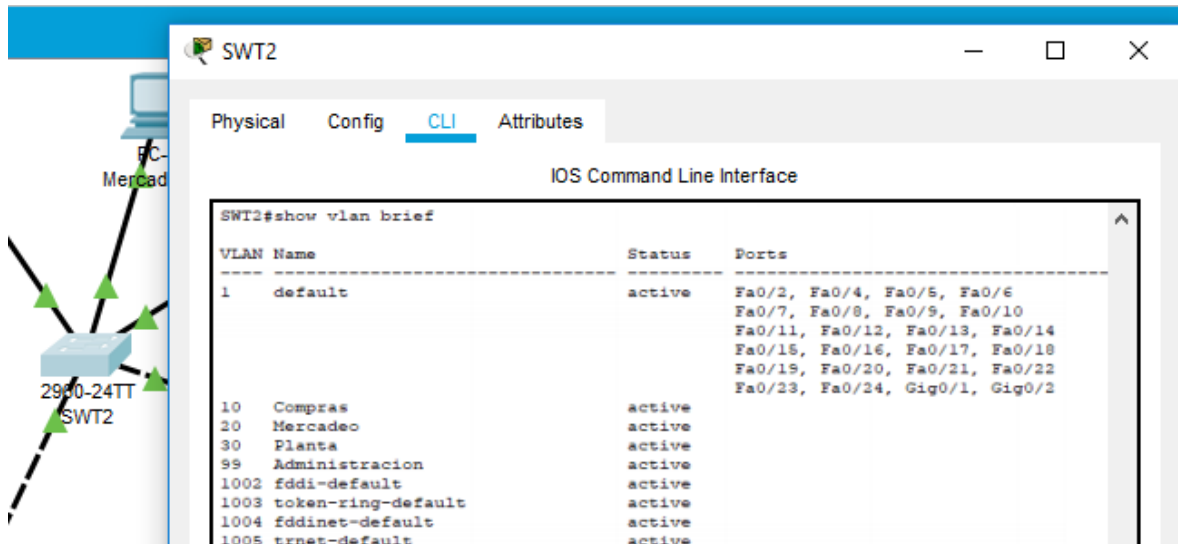 SWT2
Physical Config CLI Attributes
PC-
Mercad
IOS Command Line Interface
SWT2#show vlan brief
VLAN Name Status Ports
---- -------------------------------- --------- -------------------------------
1 default active Fa0/2, Fa0/4, Fa0/5, Fa0/6
Fa0/7, Fa0/8, Fa0/9, Fa0/10
Fa0/11, Fa0/12, Fa0/13, Fa0/14
Fa0/15, Fa0/16, Fa0/17, Fa0/18
Fa0/19, Fa0/20, Fa0/21, Fa0/22
Fa0/23, Fa0/24, Gig0/1, Gig0/2
2960-24TT
SWT2
10 Compras active
20 Mercadeo active
30 Planta active
99 Administracion active
1002 fddi-default active
1003 token-ring-default active
1004 fddinet-default active
1005 trnet-default active